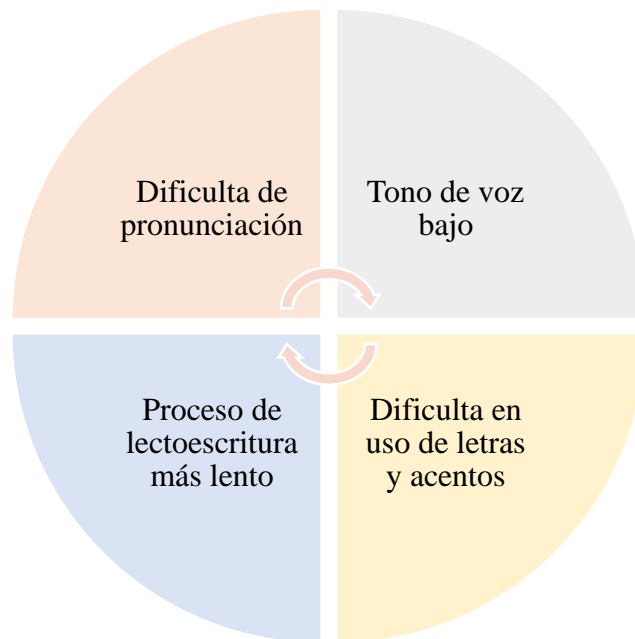 Dificulta de
pronunciación
Tono de voz
bajo
Proceso de
lectoescritura
más lento
Dificulta en
uso de letras
y acentos